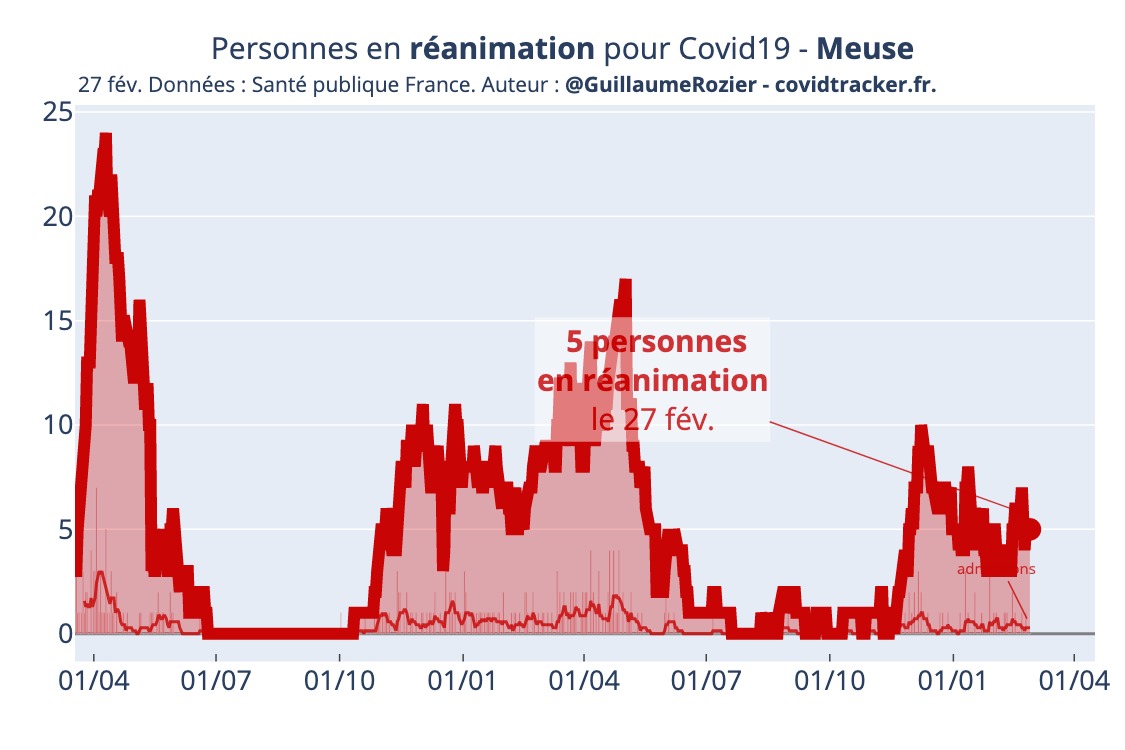 Personnes en réanimation pour Covid19 - Meuse
27 fév. Données : Santé publique France. Auteur : @GuillaumeRozier - covidtracker.fr.
25
20
15
10
5
0
5 personnes
en réanimation
le 27 fév.
01/04 01/07 01/10 01/01 01/04 01/07 01/10 01/01 01/04